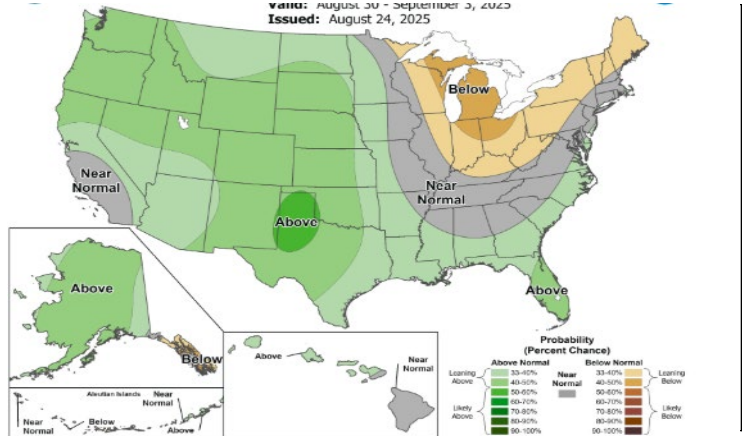 Valid: August 30 - September 3, 2025
Issued: August 24, 2025
Below
Near
Normal
Near
Normal
Above
Above
Above
Below
Above
Near
Normal
Aleutian Islands
Near
Normal
Below
Near
Normal
Above
Probability
(Percent Chance)
Above Normal Below Normal
Leaning
Above
33-40%
40-50%
50-60%
60-70%
70-80%
80-90%
90-100%
Likely
Above
Near
Normal
33-40%
40-50%
50-60%
60-70%
70-80%
80-90%
90-100%
Leaning
Below
Likely
Below